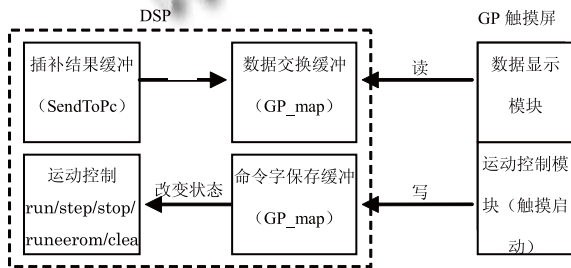 DSP
GP 触摸屏
插补结果缓冲
（SendToPc）
数据交换缓冲
（GP_map）
读
数据显示
模块
运动控制
run/step/stop/
runeerom/clea
改变状态
命令字保存缓冲
（GP_map）
写
运动控制模
块（触摸启
动）